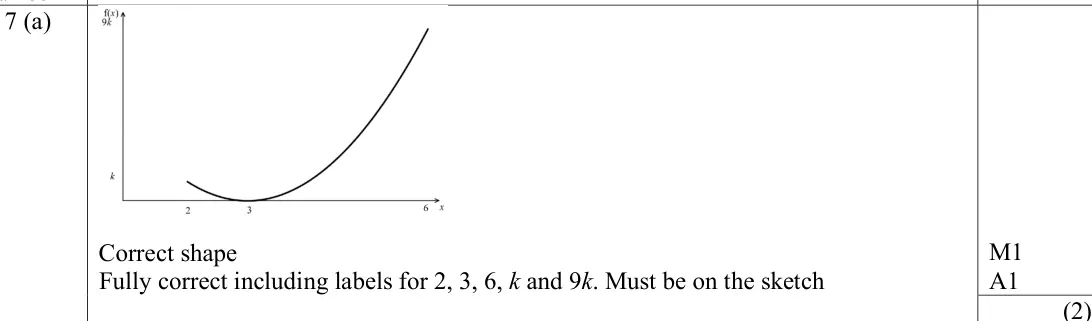 7 (a)
f(x)
9k
k
2 3 6 x
Correct shape M1
Fully correct including labels for 2, 3, 6, k and 9k. Must be on the sketch A1
(2)